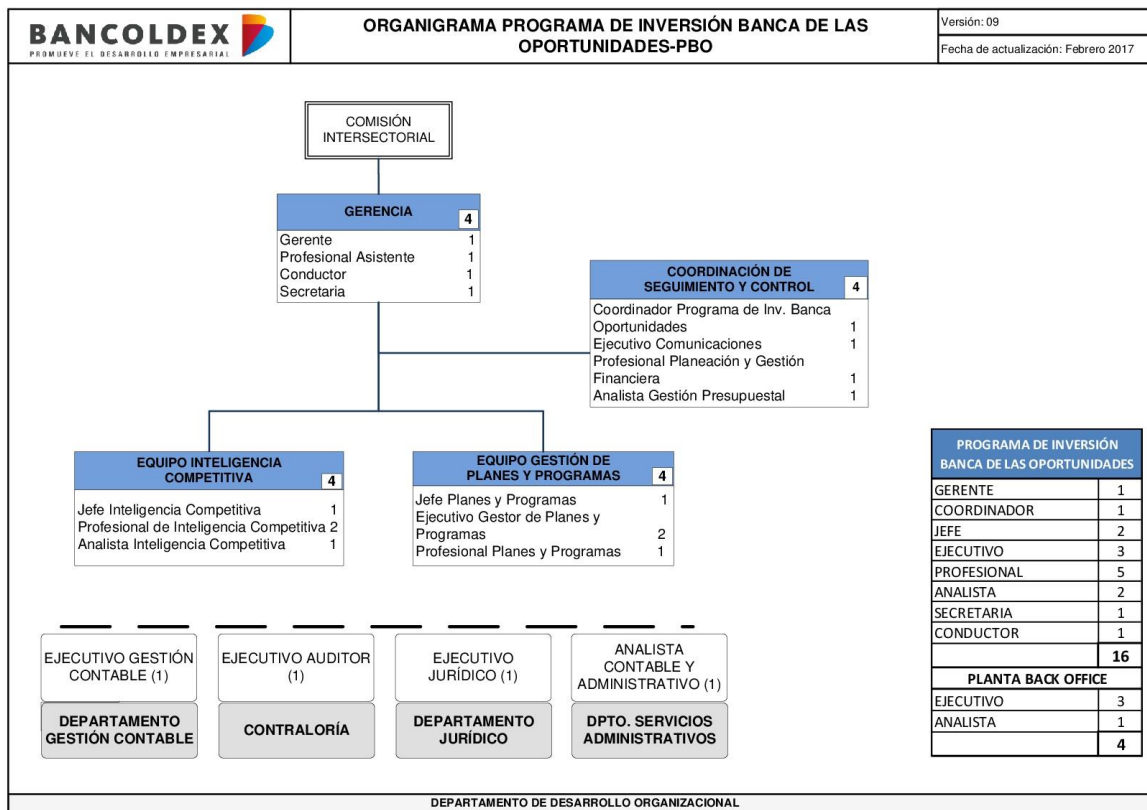 BANCOLDEX
PROMUEVE EL DESARROLLO EMPRESARIAL
ORGANIGRAMA PROGRAMA DE INVERSIÓN BANCA DE LAS
OPORTUNIDADES-PBO
Versión: 09
Fecha de actualización: Febrero 2017
COMISIÓN
INTERSECTORIAL
GERENCIA 4
Gerente 1
Profesional Asistente 1
Conductor 1
Secretaria 1
COORDINACIÓN DE
SEGUIMIENTO Y CONTROL 4
Coordinador Programa de Inv. Banca
Oportunidades 1
Ejecutivo Comunicaciones 1
Profesional Planeación y Gestión
Financiera 1
Analista Gestión Presupuestal 1
EQUIPO INTELIGENCIA
COMPETITIVA 4
Jefe Inteligencia Competitiva 1
Profesional de Inteligencia Competitiva 2
Analista Inteligencia Competitiva 1
EQUIPO GESTIÓN DE
PLANES Y PROGRAMAS 4
Jefe Planes y Programas 1
Ejecutivo Gestor de Planes y
Programas 2
Profesional Planes y Programas 1
PROGRAMA DE INVERSIÓN
BANCA DE LAS OPORTUNIDADES
GERENTE 1
COORDINADOR 1
JEFE 2
EJECUTIVO 3
PROFESIONAL 5
ANALISTA 2
SECRETARIA 1
CONDUCTOR 1
16
PLANTA BACK OFFICE
EJECUTIVO 3
ANALISTA 1
4
EJECUTIVO GESTIÓN
CONTABLE (1)
DEPARTAMENTO
GESTIÓN CONTABLE
EJECUTIVO AUDITOR
(1)
CONTRALORÍA
EJECUTIVO
JURÍDICO (1)
DEPARTAMENTO
JURÍDICO
ANALISTA
CONTABLE Y
ADMINISTRATIVO (1)
DPTO. SERVICIOS
ADMINISTRATIVOS
DEPARTAMENTO DE DESARROLLO ORGANIZACIONAL